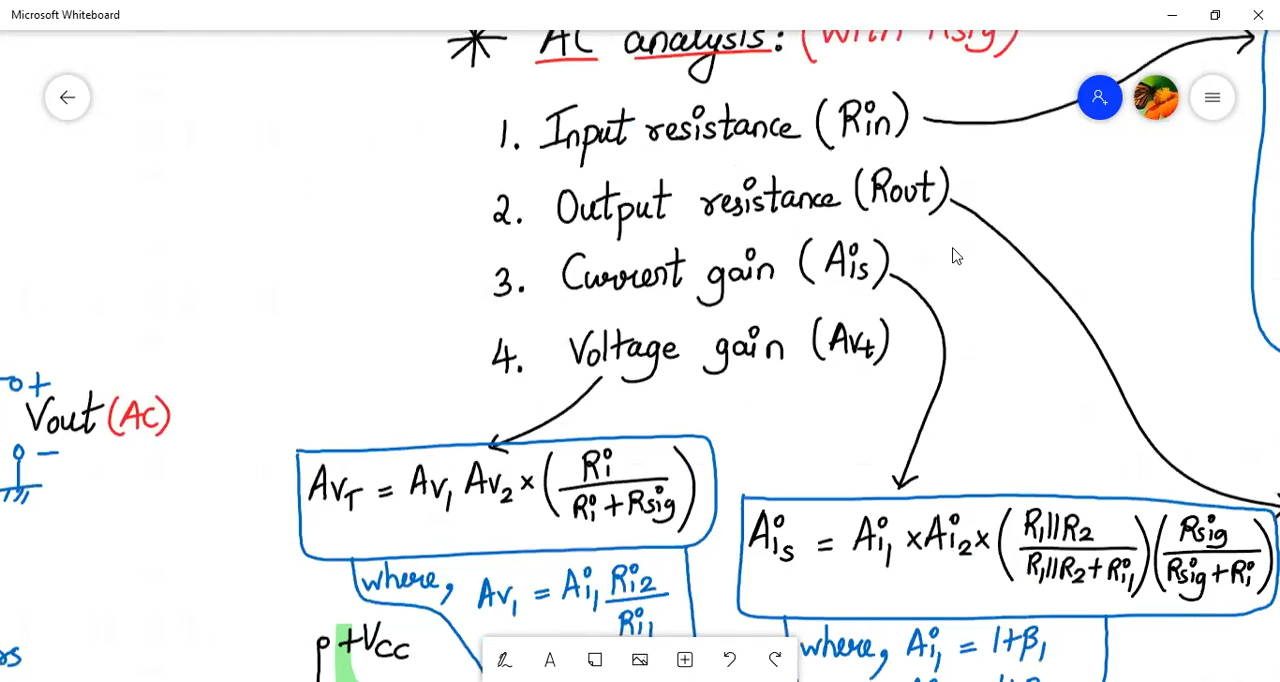 Microsoft Whiteboard
* AC analysis: (with Rsig)
1. Input resistance (Rin)
2. Output resistance (Rout)
3. Current gain (Ais)
4. Voltage gain (Avt)
Vout (AC)
+
−
AvT = Av1 Av2 × (Ri / Ri + Rsig)
Ais = Ai1 × Ai2 × (R1||R2 / R1||R2 + Ri1) (Rsig / Rsig + Ri)
where, Av1 = Ai1 Ri2 / Ri1
where, Ai1 = 1+β1
+Vcc